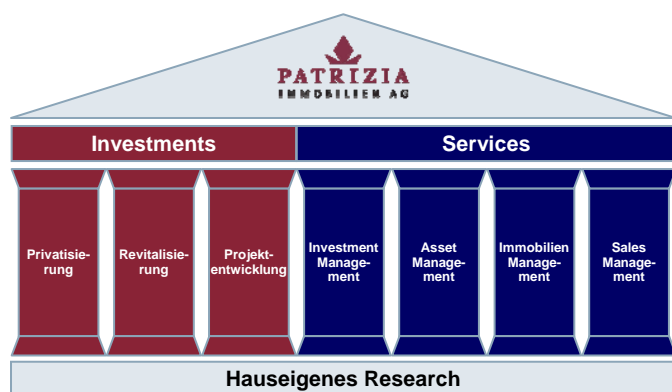 PATRIZIA
IMMOBILIEN AG
Investments
Services
Privatisie-
rung
Revitalisie-
rung
Projekt-
entwicklung
Investment
Manage-
ment
Asset
Manage-
ment
Immobilien
Manage-
ment
Sales
Manage-
ment
Hauseigenes Research